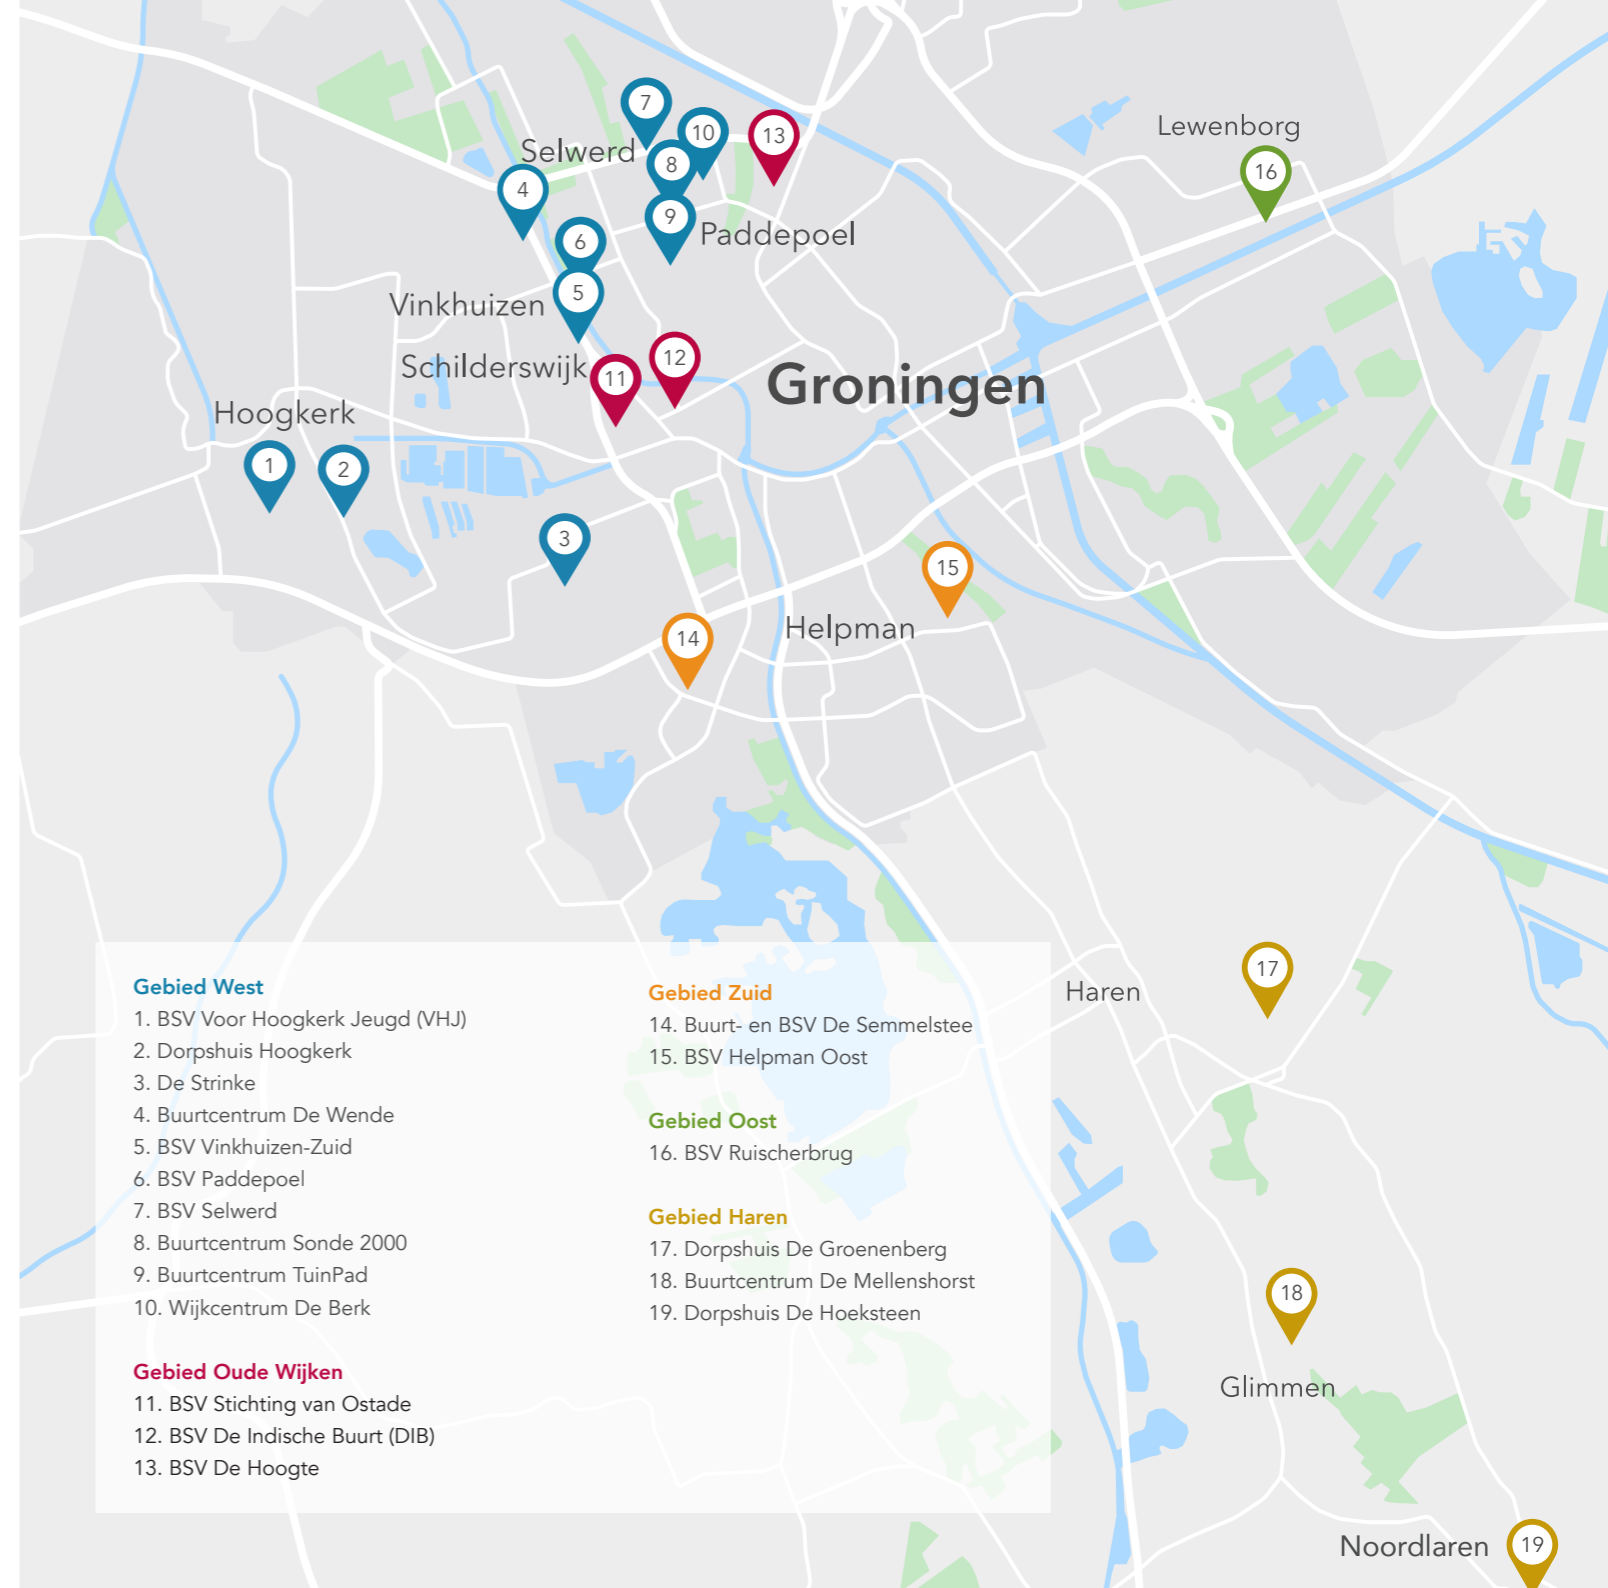 7
10
13
Lewenborg
Selwerd
8
16
4
9
Paddepoel
6
5
Vinkhuizen
12
Schilderswijk
11
Groningen
Hoogkerk
1
2
3
15
14
Helpman
17
Haren
18
Glimmen
Noordlaren
19
Gebied West
1. BSV Voor Hoogkerk Jeugd (VHJ)
2. Dorpshuis Hoogkerk
3. De Strinke
4. Buurtcentrum De Wende
5. BSV Vinkhuizen-Zuid
6. BSV Paddepoel
7. BSV Selwerd
8. Buurtcentrum Sonde 2000
9. Buurtcentrum TuinPad
10. Wijkcentrum De Berk
Gebied Oude Wijken
11. BSV Stichting van Ostade
12. BSV De Indische Buurt (DIB)
13. BSV De Hoogte
Gebied Zuid
14. Buurt- en BSV De Semmelstee
15. BSV Helpman Oost
Gebied Oost
16. BSV Ruischerbrug
Gebied Haren
17. Dorpshuis De Groenenberg
18. Buurtcentrum De Mellenshorst
19. Dorpshuis De Hoeksteen